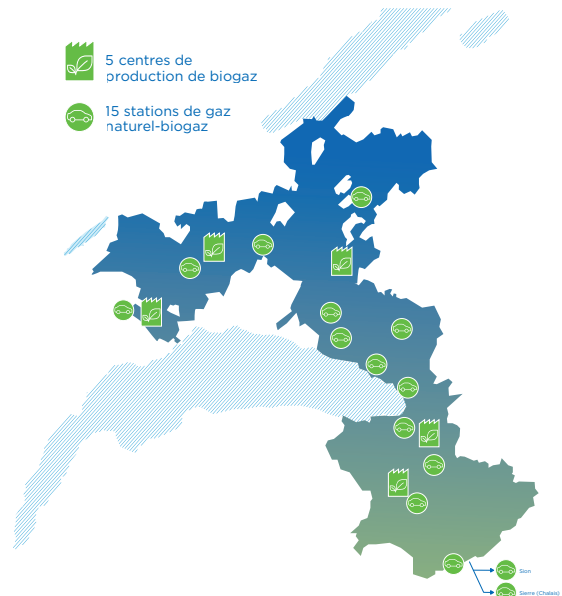 5 centres de
production de biogaz
15 stations de gaz
naturel-biogaz
Sion
Sierre (Chalais)